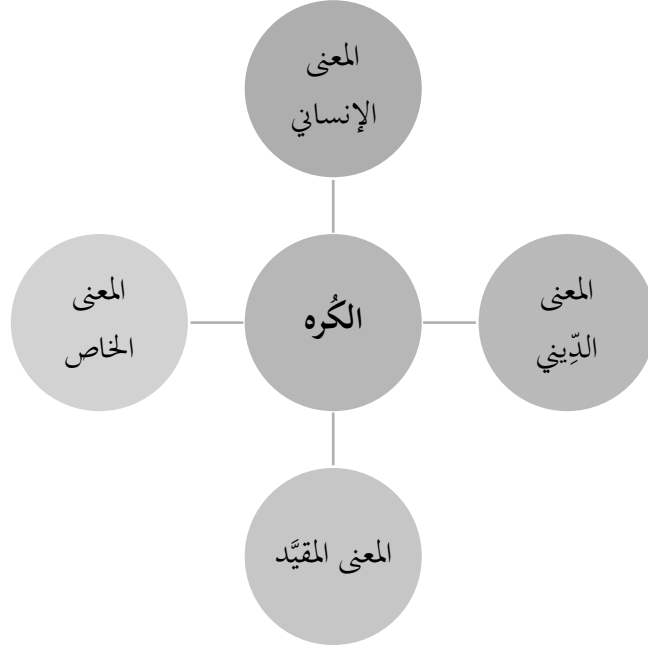 المعنى
الإنساني
المعنى
الدِّيني
الكُره
المعنى
الخاص
المعنى المقيَّد